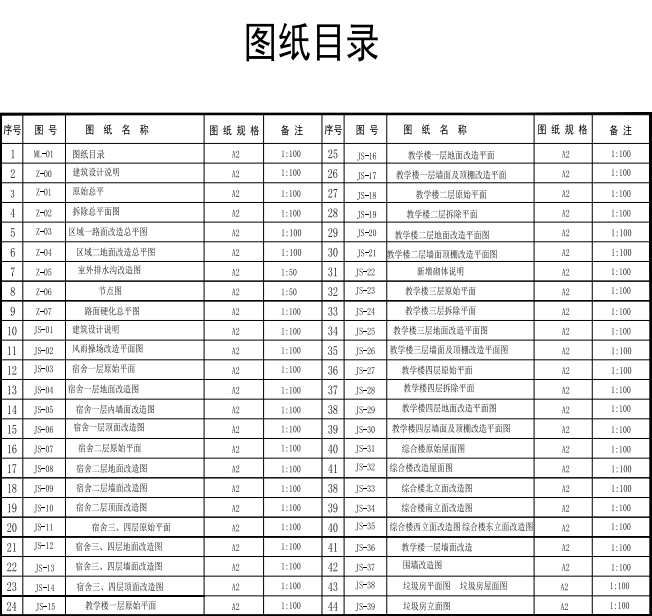 图纸目录
序号 图号 图纸名称 图纸规格 备注
1 ML-01 图纸目录 A2 1:100
2 Z-00 建筑设计说明 A2 1:100
3 Z-01 原始总平 A2 1:100
4 Z-02 拆除总平面图 A2 1:100
5 Z-03 区域一路面改造总平图 A2 1:100
6 Z-04 区域二地面改造总平图 A2 1:100
7 Z-05 室外排水沟改造图 A2 1:50
8 Z-06 节点图 A2 1:50
9 Z-07 路面硬化总平图 A2 1:100
10 JS-01 建筑设计说明 A2 1:100
11 JS-02 风雨操场改造平面图 A2 1:100
12 JS-03 宿舍一层原始平面 A2 1:100
13 JS-04 宿舍一层地面改造图 A2 1:100
14 JS-05 宿舍一层内墙面改造图 A2 1:100
15 JS-06 宿舍一层顶面改造图 A2 1:100
16 JS-07 宿舍二层原始平面 A2 1:100
17 JS-08 宿舍二层地面改造图 A2 1:100
18 JS-09 宿舍二层墙面改造图 A2 1:100
19 JS-10 宿舍二层顶面改造图 A2 1:100
20 JS-11 宿舍三、四层原始平面 A2 1:100
21 JS-12 宿舍三、四层地面改造图 A2 1:100
22 JS-13 宿舍三、四层墙面改造图 A2 1:100
23 JS-14 宿舍三、四层顶面改造图 A2 1:100
24 JS-15 教学楼一层原始平面 A2 1:100
序号 图号 图纸名称 图纸规格 备注
25 JS-16 教学楼一层地面改造平面 A2 1:100
26 JS-17 教学楼一层墙面及顶棚改造平面 A2 1:100
27 JS-18 教学楼二层原始平面 A2 1:100
28 JS-19 教学楼二层拆除平面 A2 1:100
29 JS-20 教学楼二层地面改造平面图 A2 1:100
30 JS-21 教学楼二层墙面顶棚改造平面图 A2 1:100
31 JS-22 新增砌体说明 A2 1:100
32 JS-23 教学楼三层原始平面 A2 1:100
33 JS-24 教学楼三层拆除平面 A2 1:100
34 JS-25 教学楼三层地面改造平面图 A2 1:100
35 JS-26 教学楼三层墙面及顶棚改造平面图 A2 1:100
36 JS-27 教学楼四层原始平面 A2 1:100
37 JS-28 教学楼四层拆除平面 A2 1:100
38 JS-29 教学楼四层地面改造平面图 A2 1:100
39 JS-30 教学楼四层墙面及顶棚改造平面图 A2 1:100
40 JS-31 综合楼原始屋面图 A2 1:100
41 JS-32 综合楼改造屋面图 A2 1:100
38 JS-33 综合楼北立面改造图 A2 1:100
39 JS-34 综合楼南立面改造图 A2 1:100
40 JS-35 综合楼西立面改造图 综合楼东立面改造图 A2 1:100
41 JS-36 教学楼一层墙面改造 A2 1:100
42 JS-37 围墙改造图 A2 1:100
43 JS-38 垃圾房平面图 垃圾房屋面图 A2 1:100
44 JS-39 垃圾房立面图 A2 1:100